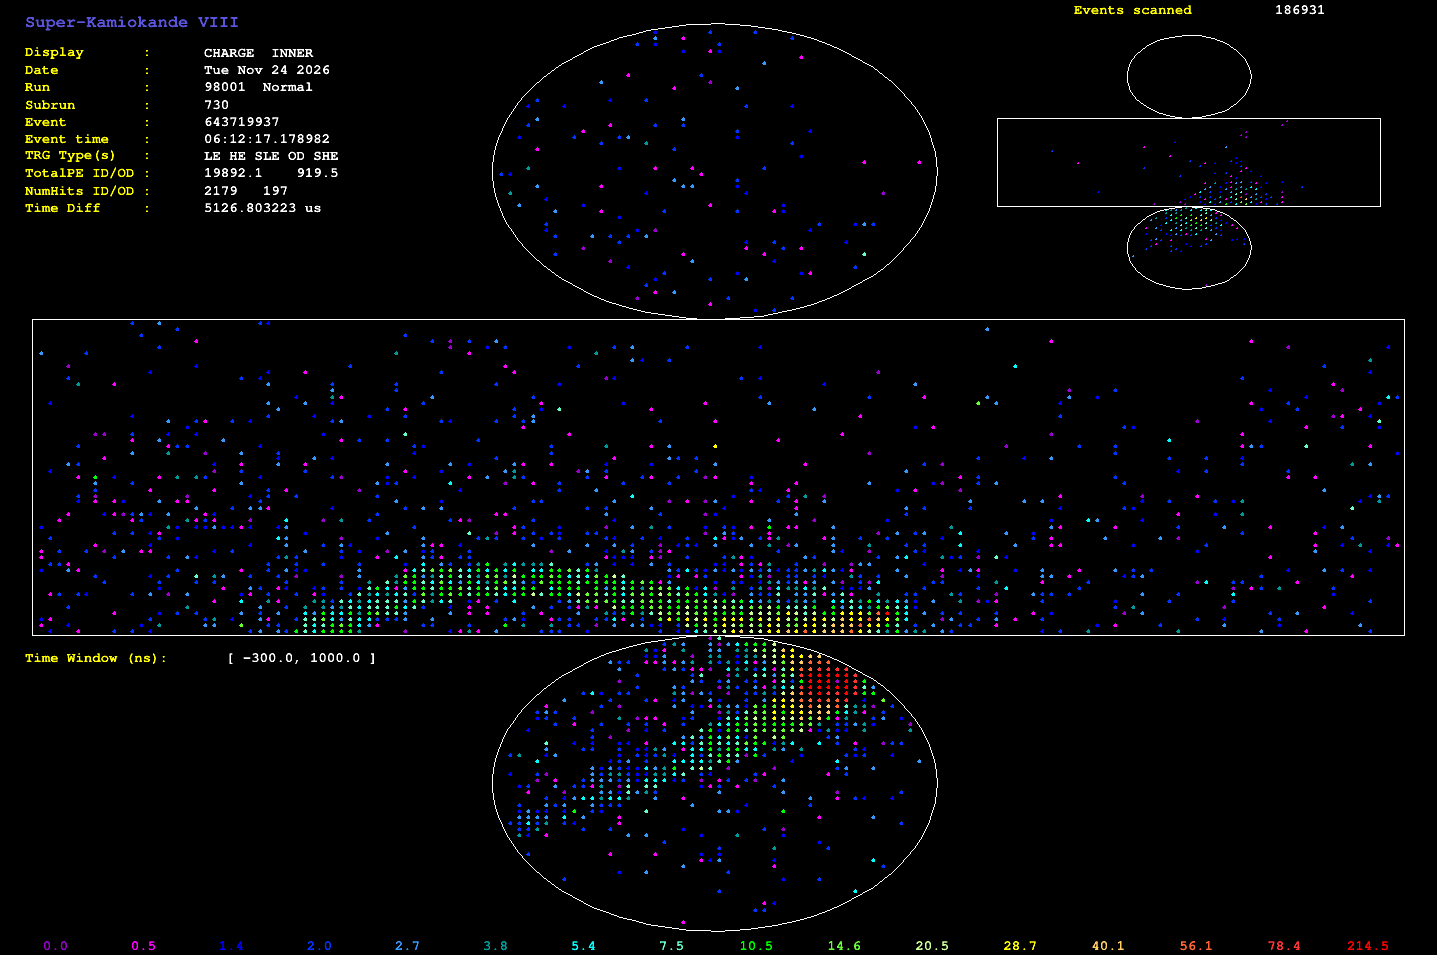 Super-Kamiokande VIII
Events scanned 186931
Display : CHARGE INNER
Date : Tue Nov 24 2026
Run : 98001 Normal
Subrun : 730
Event : 643719937
Event time : 06:12:17.178982
TRG Type(s) : LE HE SLE OD SHE
TotalPE ID/OD : 19892.1 919.5
NumHits ID/OD : 2179 197
Time Diff : 5126.803223 us
Time Window (ns): [ -300.0, 1000.0 ]
0.0 0.5 1.4 2.0 2.7 3.8 5.4 7.5 10.5 14.6 20.5 28.7 40.1 56.1 78.4 214.5